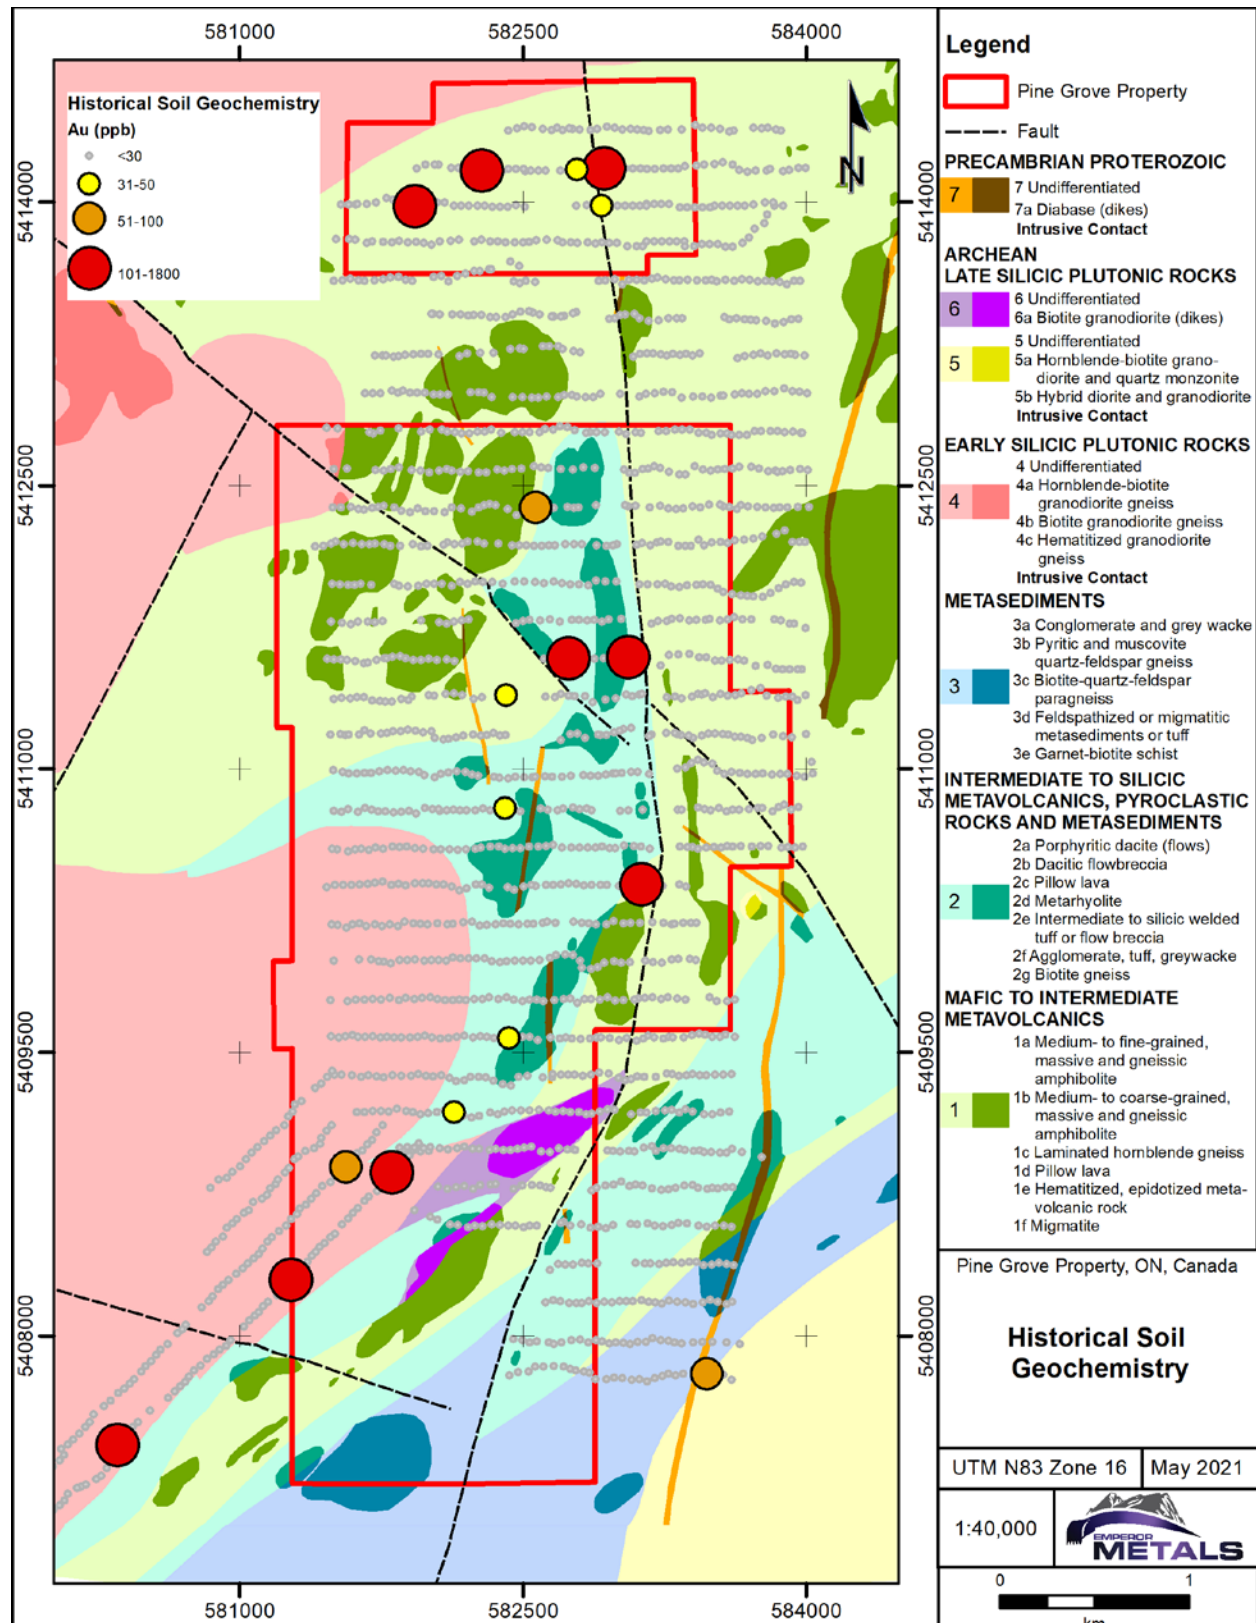 581000
582500
584000
Historical Soil Geochemistry
Au (ppb)
<30
31-50
51-100
101-1800
N
5414000
5414000
5412500
5412500
5411000
5411000
5409500
5409500
5408000
5408000
581000
582500
584000
Legend
Pine Grove Property
Fault
PRECAMBRIAN PROTEROZOIC
7
7 Undifferentiated
7a Diabase (dikes)
Intrusive Contact
ARCHEAN
LATE SILICIC PLUTONIC ROCKS
6
6 Undifferentiated
6a Biotite granodiorite (dikes)
5
5 Undifferentiated
5a Hornblende-biotite grano-
diorite and quartz monzonite
5b Hybrid diorite and granodiorite
Intrusive Contact
EARLY SILICIC PLUTONIC ROCKS
4
4 Undifferentiated
4a Hornblende-biotite
granodiorite gneiss
4b Biotite granodiorite gneiss
4c Hematitized granodiorite
gneiss
Intrusive Contact
METASEDIMENTS
3
3a Conglomerate and grey wacke
3b Pyritic and muscovite
quartz-feldspar gneiss
3c Biotite-quartz-feldspar
paragneiss
3d Feldspathized or migmatitic
metasediments or tuff
3e Garnet-biotite schist
INTERMEDIATE TO SILICIC
METAVOLCANICS, PYROCLASTIC
ROCKS AND METASEDIMENTS
2
2a Porphyritic dacite (flows)
2b Dacitic flowbreccia
2c Pillow lava
2d Metarhyolite
2e Intermediate to silicic welded
tuff or flow breccia
2f Agglomerate, tuff, greywacke
2g Biotite gneiss
MAFIC TO INTERMEDIATE
METAVOLCANICS
1
1a Medium- to fine-grained,
massive and gneissic
amphibolite
1b Medium- to coarse-grained,
massive and gneissic
amphibolite
1c Laminated hornblende gneiss
1d Pillow lava
1e Hematitized, epidotized meta-
volcanic rock
1f Migmatite
Pine Grove Property, ON, Canada
Historical Soil
Geochemistry
UTM N83 Zone 16
May 2021
1:40,000
EMPEROR
METALS
0
1
km